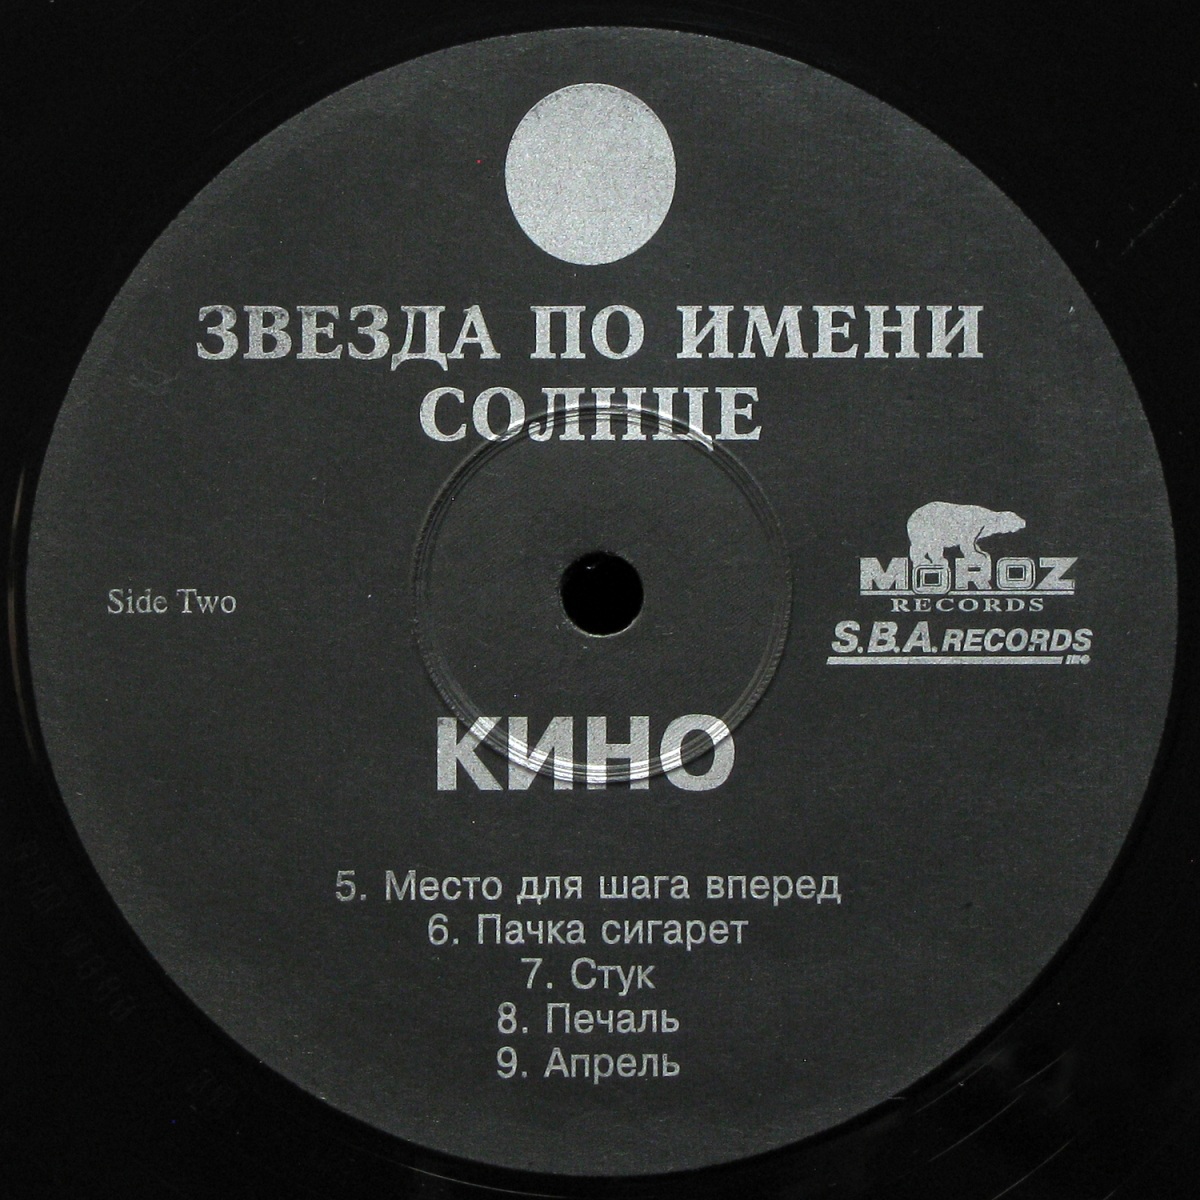 ЗВЕЗДА ПО ИМЕНИ
СОЛНЦЕ
Side Two
MOROZ
RECORDS
S.B.A. RECORDS
КИНО
5. Место для шага вперед
6. Пачка сигарет
7. Стук
8. Печаль
9. Апрель